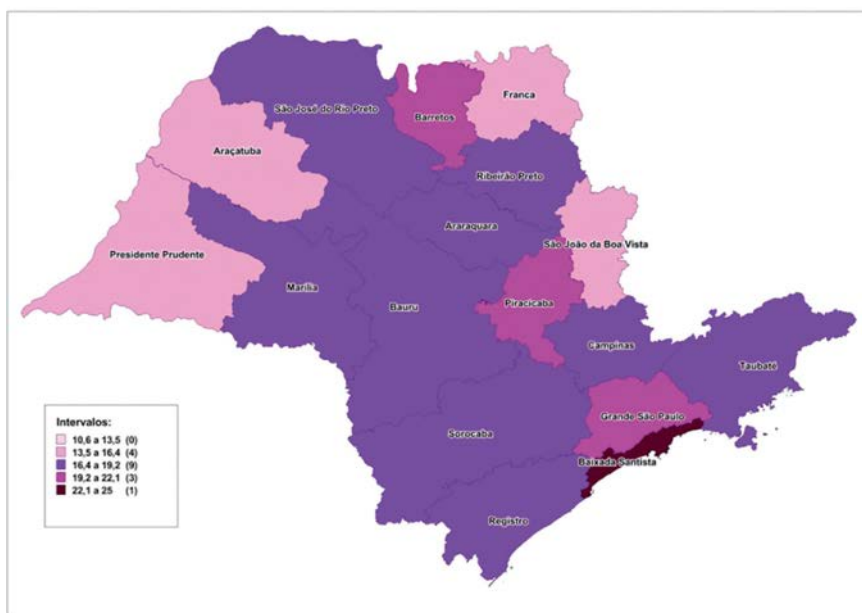 São José do Rio Preto
Franca
Barretos
Araçatuba
Ribeirão Preto
Araraquara
São João da Boa Vista
Presidente Prudente
Marília
Bauru
Piracicaba
Campinas
Taubaté
Grande São Paulo
Sorocaba
Baixada Santista
Registro
Intervalos:
10,6 a 13,5 (0)
13,5 a 16,4 (4)
16,4 a 19,2 (9)
19,2 a 22,1 (3)
22,1 a 25 (1)